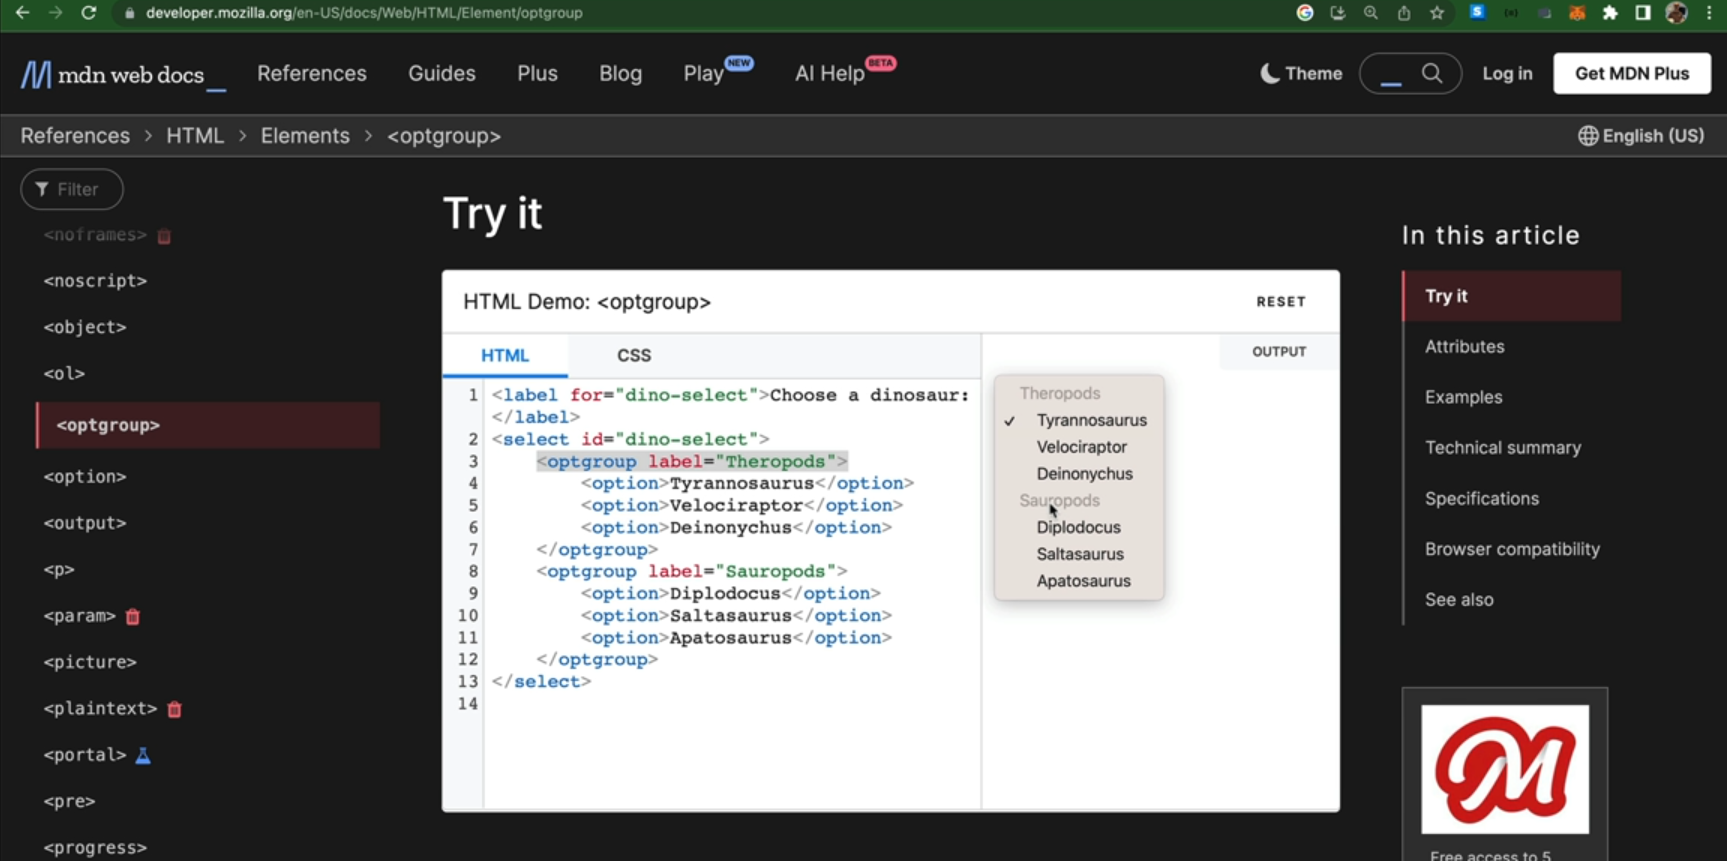 developer.mozilla.org/en-US/docs/Web/HTML/Element/optgroup
mdn web docs_
References
Guides
Plus
Blog
Play NEW
AI Help BETA
Theme
Log in
Get MDN Plus
References > HTML > Elements > <optgroup>
English (US)
Filter
<noframes>
<noscript>
<object>
<ol>
<optgroup>
<option>
<output>
<p>
<param>
<picture>
<plaintext>
<portal>
<pre>
<progress>
Try it
HTML Demo: <optgroup>
RESET
HTML
CSS
1 <label for="dino-select">Choose a dinosaur:
</label>
2 <select id="dino-select">
3 <optgroup label="Theropods">
4 <option>Tyrannosaurus</option>
5 <option>Velociraptor</option>
6 <option>Deinonychus</option>
7 </optgroup>
8 <optgroup label="Sauropods">
9 <option>Diplodocus</option>
10 <option>Saltasaurus</option>
11 <option>Apatosaurus</option>
12 </optgroup>
13 </select>
14
OUTPUT
Theropods
✓ Tyrannosaurus
Velociraptor
Deinonychus
Sauropods
Diplodocus
Saltasaurus
Apatosaurus
In this article
Try it
Attributes
Examples
Technical summary
Specifications
Browser compatibility
See also
M
Free access to 5